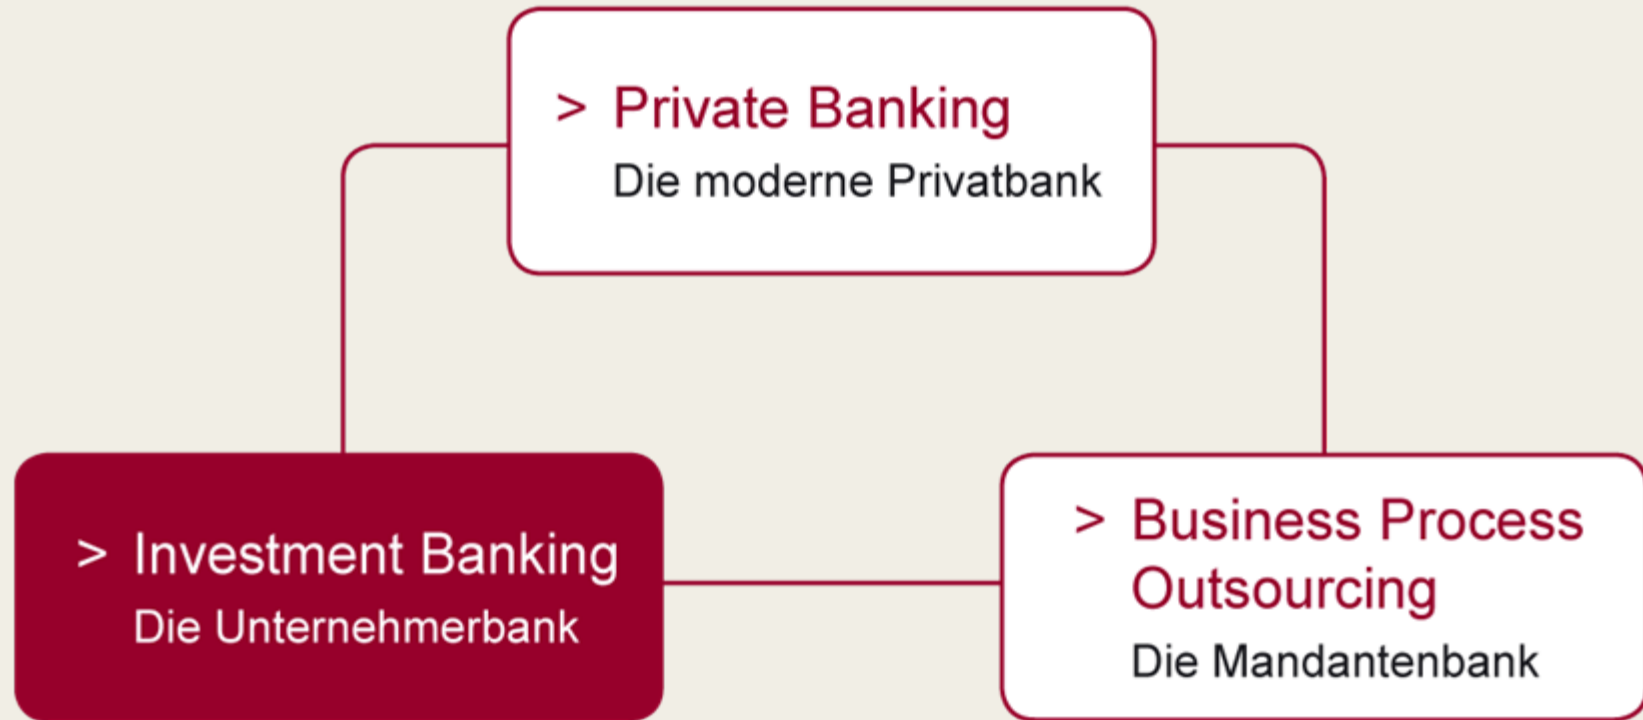 > Private Banking
Die moderne Privatbank
> Investment Banking
Die Unternehmerbank
> Business Process
Outsourcing
Die Mandantenbank